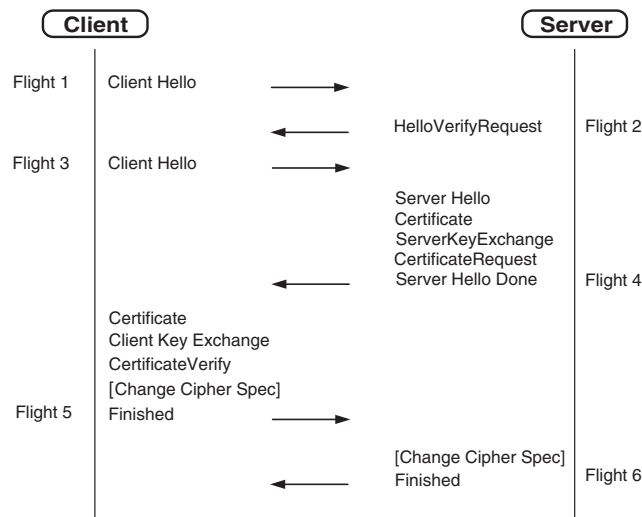 Client Server
Flight 1 Client Hello
HelloVerifyRequest Flight 2
Flight 3 Client Hello
Server Hello
Certificate
ServerKeyExchange
CertificateRequest
Server Hello Done Flight 4
Certificate
Client Key Exchange
CertificateVerify
[Change Cipher Spec]
Flight 5 Finished
[Change Cipher Spec]
Finished Flight 6